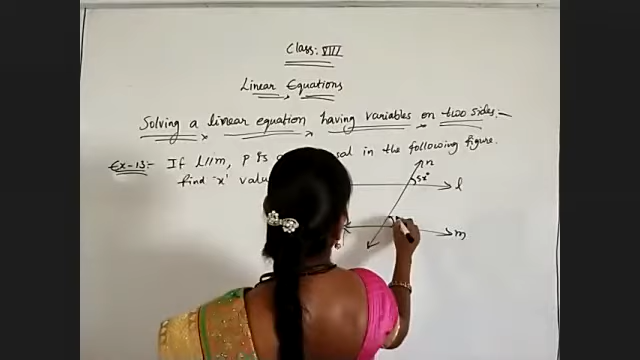 Class: VIII
Linear Equations
Solving a linear equation having variables on two sides:-
Ex-13:- If l//m, P is a sal in the following figure.
find 'x' valu
n
5x°
l
m